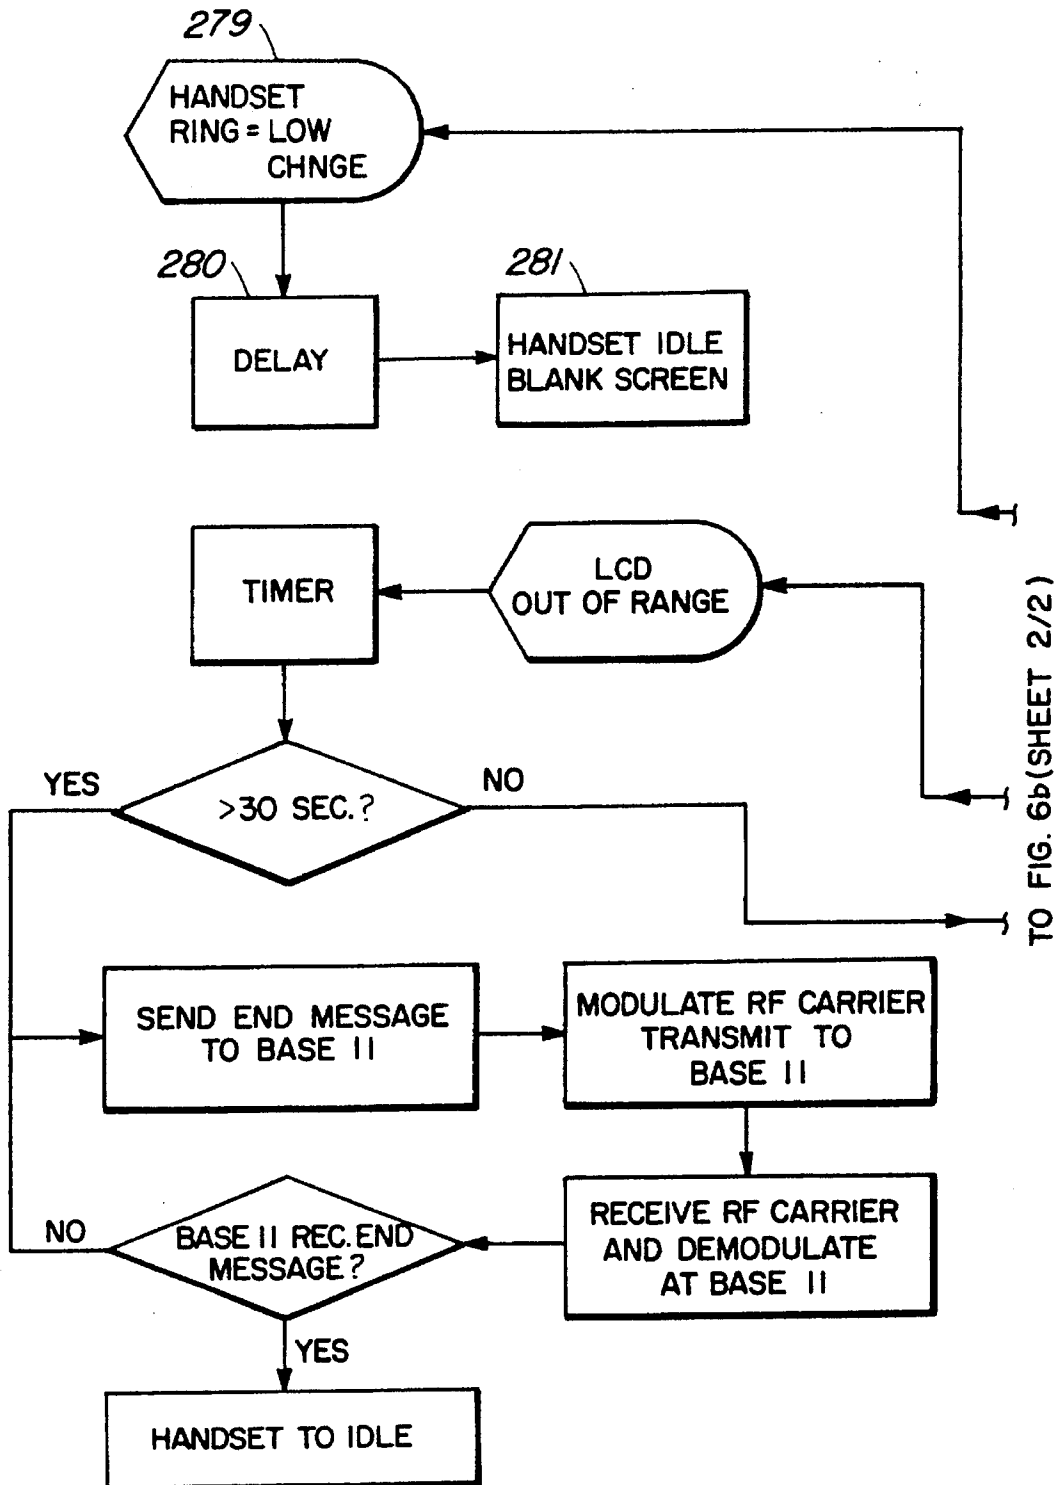 279
HANDSET
RING = LOW
CHNGE
280
281
DELAY
HANDSET IDLE
BLANK SCREEN
TIMER
LCD
OUT OF RANGE
YES
>30 SEC.?
NO
TO FIG. 6b (SHEET 2/2)
SEND END MESSAGE
TO BASE 11
MODULATE RF CARRIER
TRANSMIT TO
BASE 11
NO
BASE 11 REC. END
MESSAGE?
RECEIVE RF CARRIER
AND DEMODULATE
AT BASE 11
YES
HANDSET TO IDLE